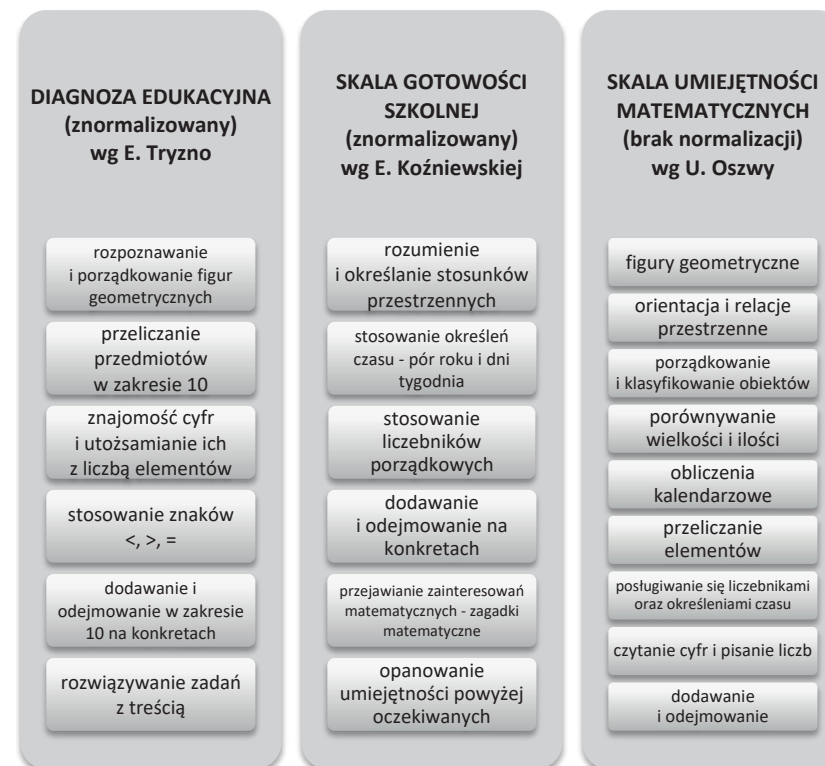 DIAGNOZA EDUKACYJNA
(znormalizowany)
wg E. Tryzno
rozpoznawanie
i porządkowanie figur
geometrycznych
przeliczanie
przedmiotów
w zakresie 10
znajomość cyfr
i utożsamianie ich
z liczbą elementów
stosowanie znaków
<, >, =
dodawanie i
odejmowanie w zakresie
10 na konkretach
rozwiązywanie zadań
z treścią
SKALA GOTOWOŚCI
SZKOLNEJ
(znormalizowany)
wg E. Koźniewskiej
rozumienie
i określanie stosunków
przestrzennych
stosowanie określeń
czasu - pór roku i dni
tygodnia
stosowanie
liczebników
porządkowych
dodawanie
i odejmowanie na
konkretach
przejawianie zainteresowań
matematycznych - zagadki
matematyczne
opanowanie
umiejętności powyżej
oczekiwanych
SKALA UMIEJĘTNOŚCI
MATEMATYCZNYCH
(brak normalizacji)
wg U. Oszwy
figury geometryczne
orientacja i relacje
przestrzenne
porządkowanie
i klasyfikowanie obiektów
porównywanie
wielkości i ilości
obliczenia
kalendarzowe
przeliczanie
elementów
posługiwanie się liczebnikami
oraz określeniami czasu
czytanie cyfr i pisanie liczb
dodawanie
i odejmowanie